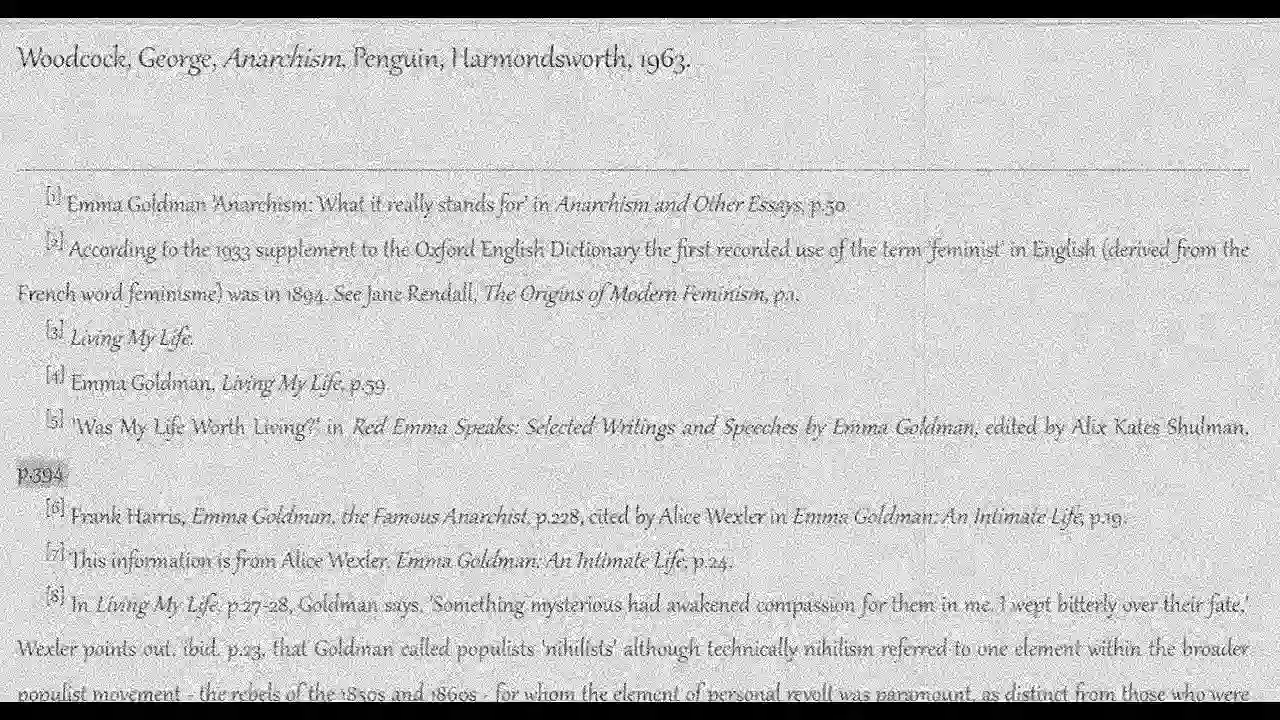 Woodcock, George, Anarchism, Penguin, Harmondsworth, 1963.
[1] Emma Goldman 'Anarchism: What it really stands for' in Anarchism and Other Essays, p.50
[2] According to the 1933 supplement to the Oxford English Dictionary the first recorded use of the term 'feminist' in English (derived from the
French word feminisme) was in 1894. See Jane Rendall, The Origins of Modern Feminism, p.1.
[3] Living My Life.
[4] Emma Goldman, Living My Life, p.59.
[5] 'Was My Life Worth Living?' in Red Emma Speaks: Selected Writings and Speeches by Emma Goldman, edited by Alix Kates Shulman,
p.394
[6] Frank Harris, Emma Goldman, the Famous Anarchist, p.228, cited by Alice Wexler in Emma Goldman: An Intimate Life, p.19.
[7] This information is from Alice Wexler, Emma Goldman: An Intimate Life, p.24.
[8] In Living My Life, p.27-28, Goldman says, 'Something mysterious had awakened compassion for them in me. I wept bitterly over their fate,'
Wexler points out, ibid. p.23, that Goldman called populists 'nihilists' although technically nihilism referred to one element within the broader
populist movement - the rebels of the 1850s and 1860s - for whom the element of personal revolt was paramount, as distinct from those who were